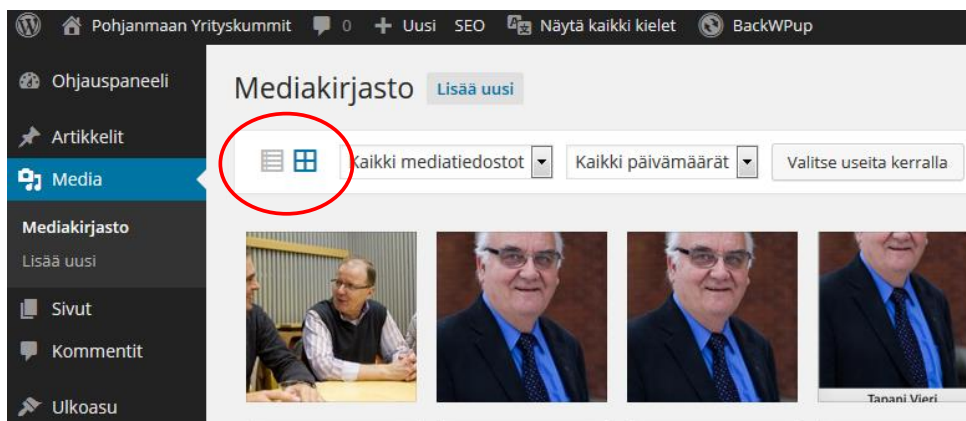 Pohjanmaan Yrityskummit 0 + Uusi SEO Näytä kaikki kielet BackWPup
Ohjauspaneeli
Artikkelit
Media
Mediakirjasto
Lisää uusi
Sivut
Kommentit
Ulkoasu
Mediakirjasto Lisää uusi
Kaikki mediatiedostot Kaikki päivämäärät Valitse useita kerralla
Tapani Vieri